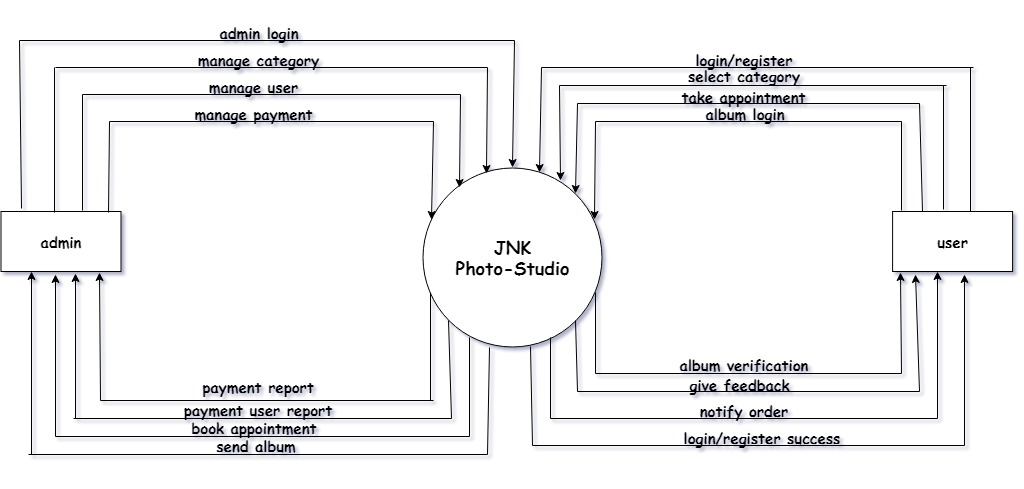 admin login
manage category
manage user
manage payment
login/register
select category
take appointment
album login
admin
JNK
Photo-Studio
user
payment report
payment user report
book appointment
send album
album verification
give feedback
notify order
login/register success